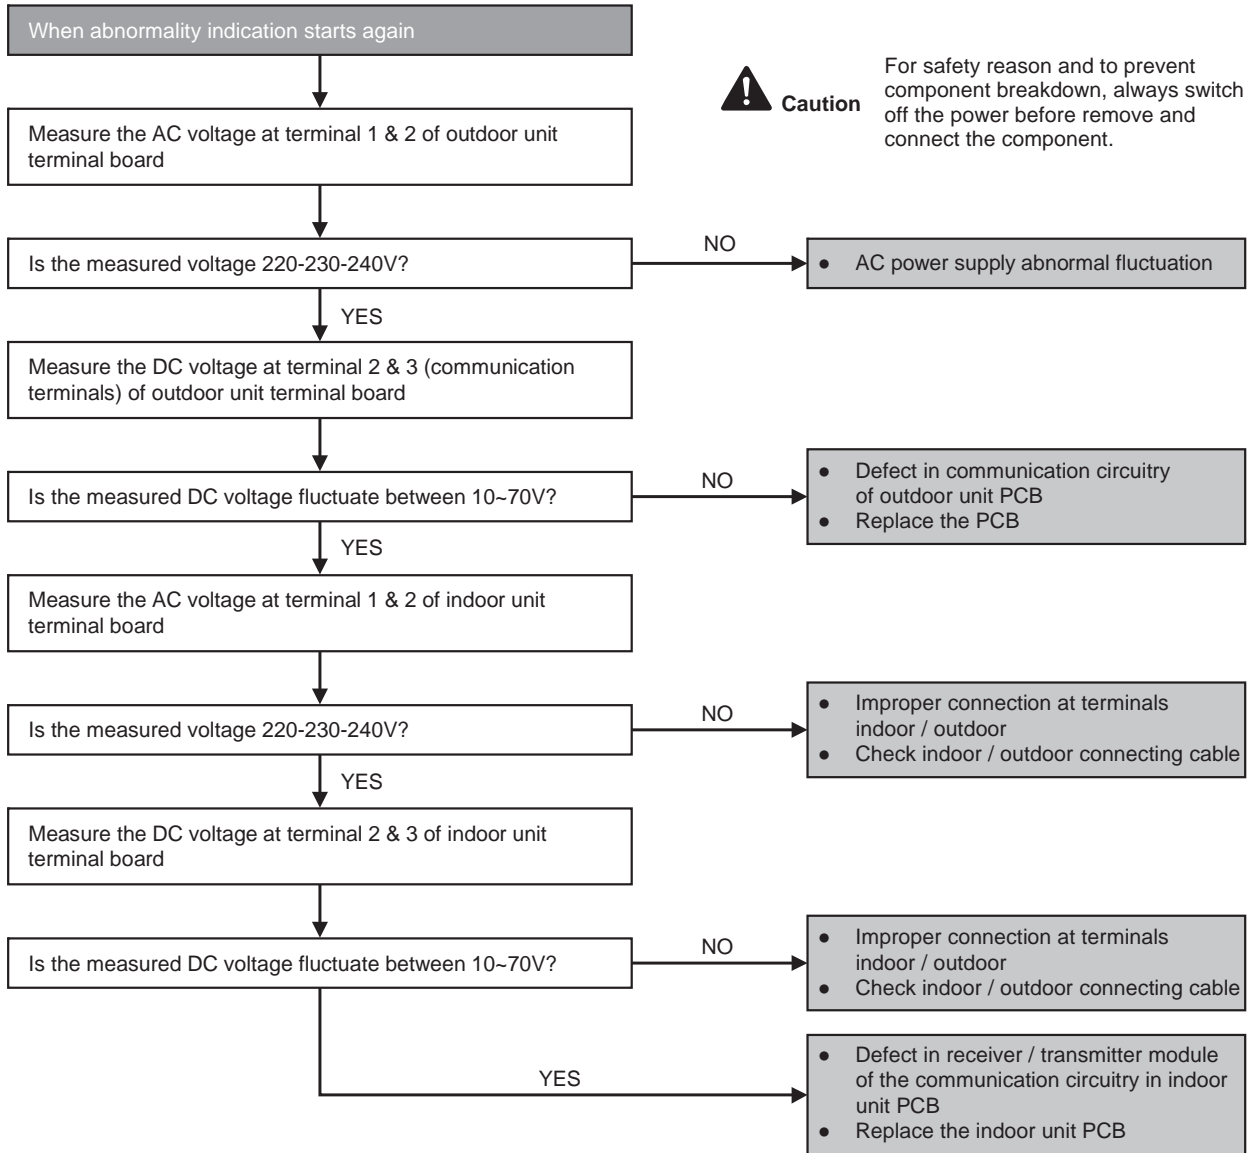 When abnormality indication starts again
Caution
For safety reason and to prevent
component breakdown, always switch
off the power before remove and
connect the component.
Measure the AC voltage at terminal 1 & 2 of outdoor unit
terminal board
Is the measured voltage 220-230-240V?
NO
● AC power supply abnormal fluctuation
YES
Measure the DC voltage at terminal 2 & 3 (communication
terminals) of outdoor unit terminal board
Is the measured DC voltage fluctuate between 10~70V?
NO
● Defect in communication circuitry
of outdoor unit PCB
● Replace the PCB
YES
Measure the AC voltage at terminal 1 & 2 of indoor unit
terminal board
Is the measured voltage 220-230-240V?
NO
● Improper connection at terminals
indoor / outdoor
● Check indoor / outdoor connecting cable
YES
Measure the DC voltage at terminal 2 & 3 of indoor unit
terminal board
Is the measured DC voltage fluctuate between 10~70V?
NO
● Improper connection at terminals
indoor / outdoor
● Check indoor / outdoor connecting cable
YES
● Defect in receiver / transmitter module
of the communication circuitry in indoor
unit PCB
● Replace the indoor unit PCB